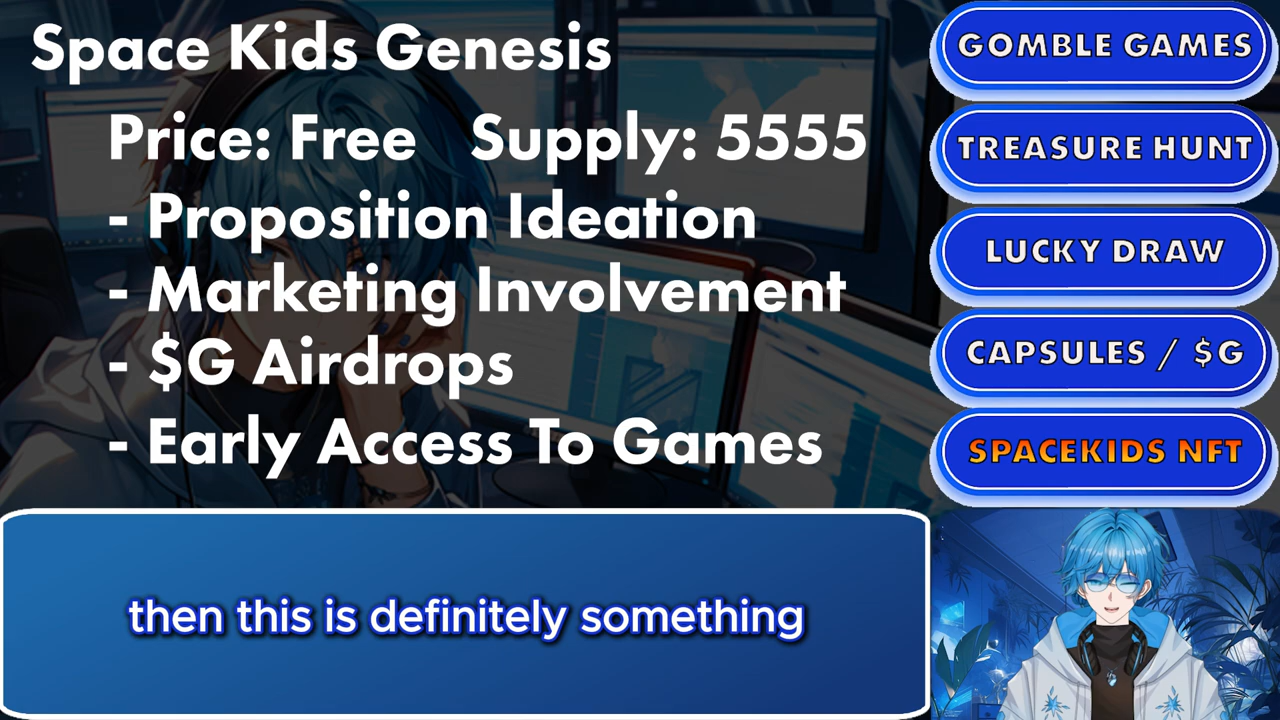 Space Kids Genesis
Price: Free Supply: 5555
- Proposition Ideation
- Marketing Involvement
- $G Airdrops
- Early Access To Games
GOMBLE GAMES
TREASURE HUNT
LUCKY DRAW
CAPSULES / $G
SPACEKIDS NFT
then this is definitely something